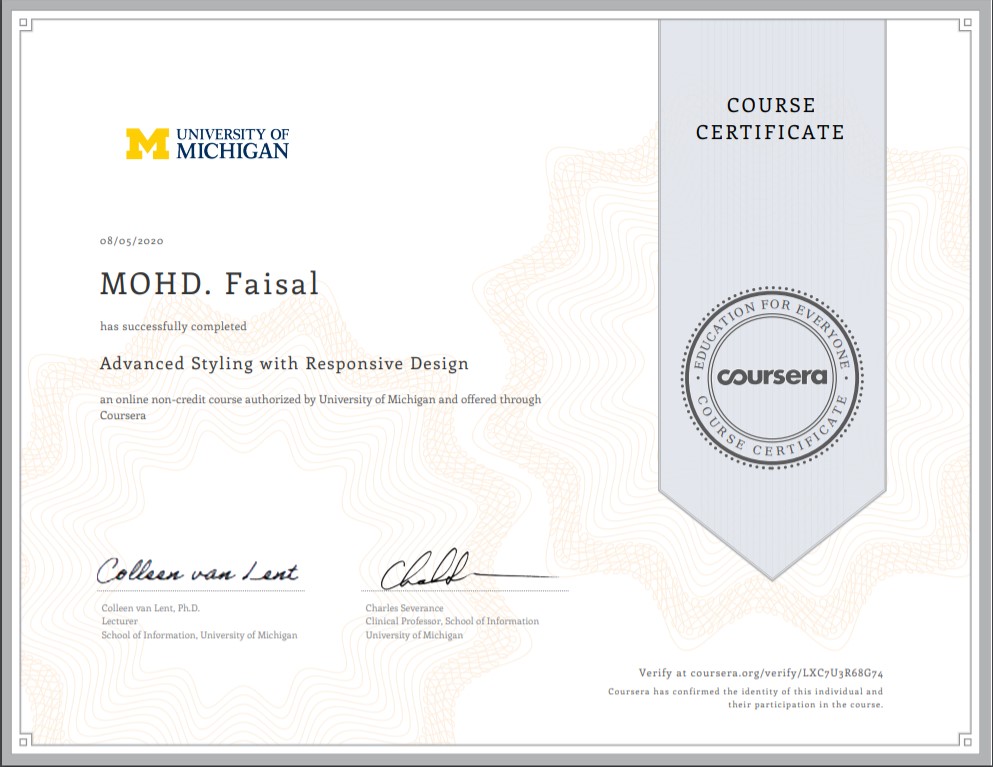 COURSE
CERTIFICATE
UNIVERSITY OF
MICHIGAN
08/05/2020
MOHD. Faisal
has successfully completed
Advanced Styling with Responsive Design
an online non-credit course authorized by University of Michigan and offered through
Coursera
EDUCATION FOR EVERYONE
coursera
COURSE CERTIFICATE
Colleen van Lent
Colleen van Lent, Ph.D.
Lecturer
School of Information, University of Michigan
Charles Severance
Clinical Professor, School of Information
University of Michigan
Verify at coursera.org/verify/LXC7U3R68G74
Coursera has confirmed the identity of this individual and
their participation in the course.